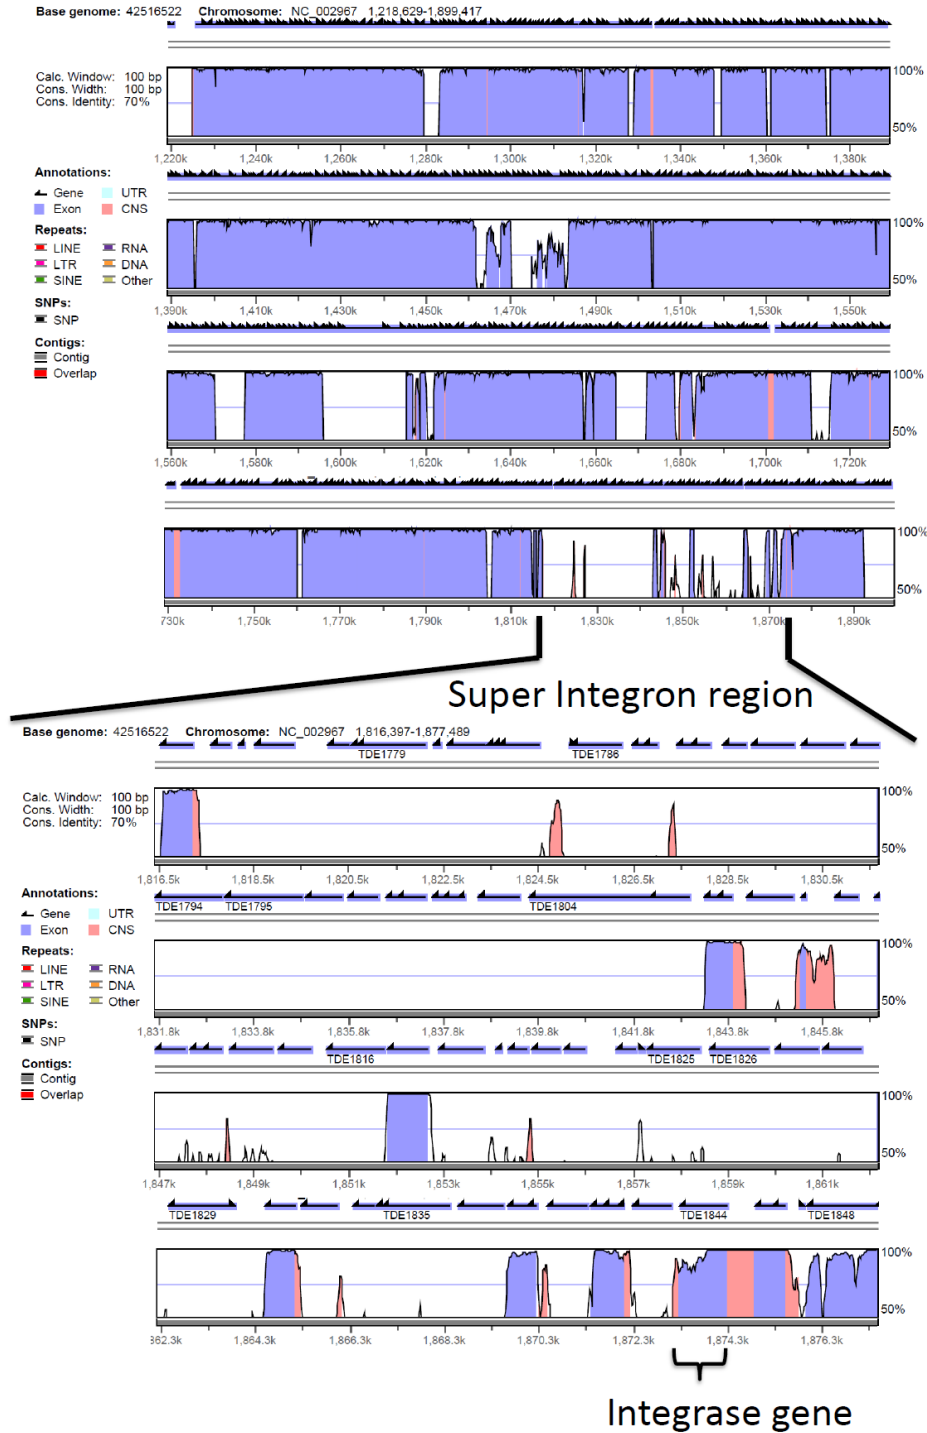 Base genome: 42516522 Chromosome: NC_002967 1,218,629-1,899,417
Calc. Window: 100 bp
Cons. Width: 100 bp
Cons. Identity: 70%
100%
50%
1,220k 1,240k 1,260k 1,280k 1,300k 1,320k 1,340k 1,360k 1,380k
Annotations:
Gene UTR
Exon CNS
Repeats:
LINE RNA
LTR DNA
SINE Other
SNPs:
SNP
Contigs:
Contig
Overlap
100%
50%
1,390k 1,410k 1,430k 1,450k 1,470k 1,490k 1,510k 1,530k 1,550k
100%
50%
1,560k 1,580k 1,600k 1,620k 1,640k 1,660k 1,680k 1,700k 1,720k
100%
50%
730k 1,750k 1,770k 1,790k 1,810k 1,830k 1,850k 1,870k 1,890k
Super Integron region
Base genome: 42516522 Chromosome: NC_002967 1,816,397-1,877,489
TDE1779 TDE1786
Calc. Window: 100 bp
Cons. Width: 100 bp
Cons. Identity: 70%
100%
50%
1,816.5k 1,818.5k 1,820.5k 1,822.5k 1,824.5k 1,826.5k 1,828.5k 1,830.5k
Annotations:
Gene UTR
Exon CNS
Repeats:
LINE RNA
LTR DNA
SINE Other
SNPs:
SNP
Contigs:
Contig
Overlap
TDE1794 TDE1795 TDE1804
100%
50%
1,831.8k 1,833.8k 1,835.8k 1,837.8k 1,839.8k 1,841.8k 1,843.8k 1,845.8k
TDE1816 TDE1825 TDE1826
100%
50%
1,847k 1,849k 1,851k 1,853k 1,855k 1,857k 1,859k 1,861k
TDE1829 TDE1835 TDE1844 TDE1848
100%
50%
362.3k 1,864.3k 1,866.3k 1,868.3k 1,870.3k 1,872.3k 1,874.3k 1,876.3k
Integrase gene